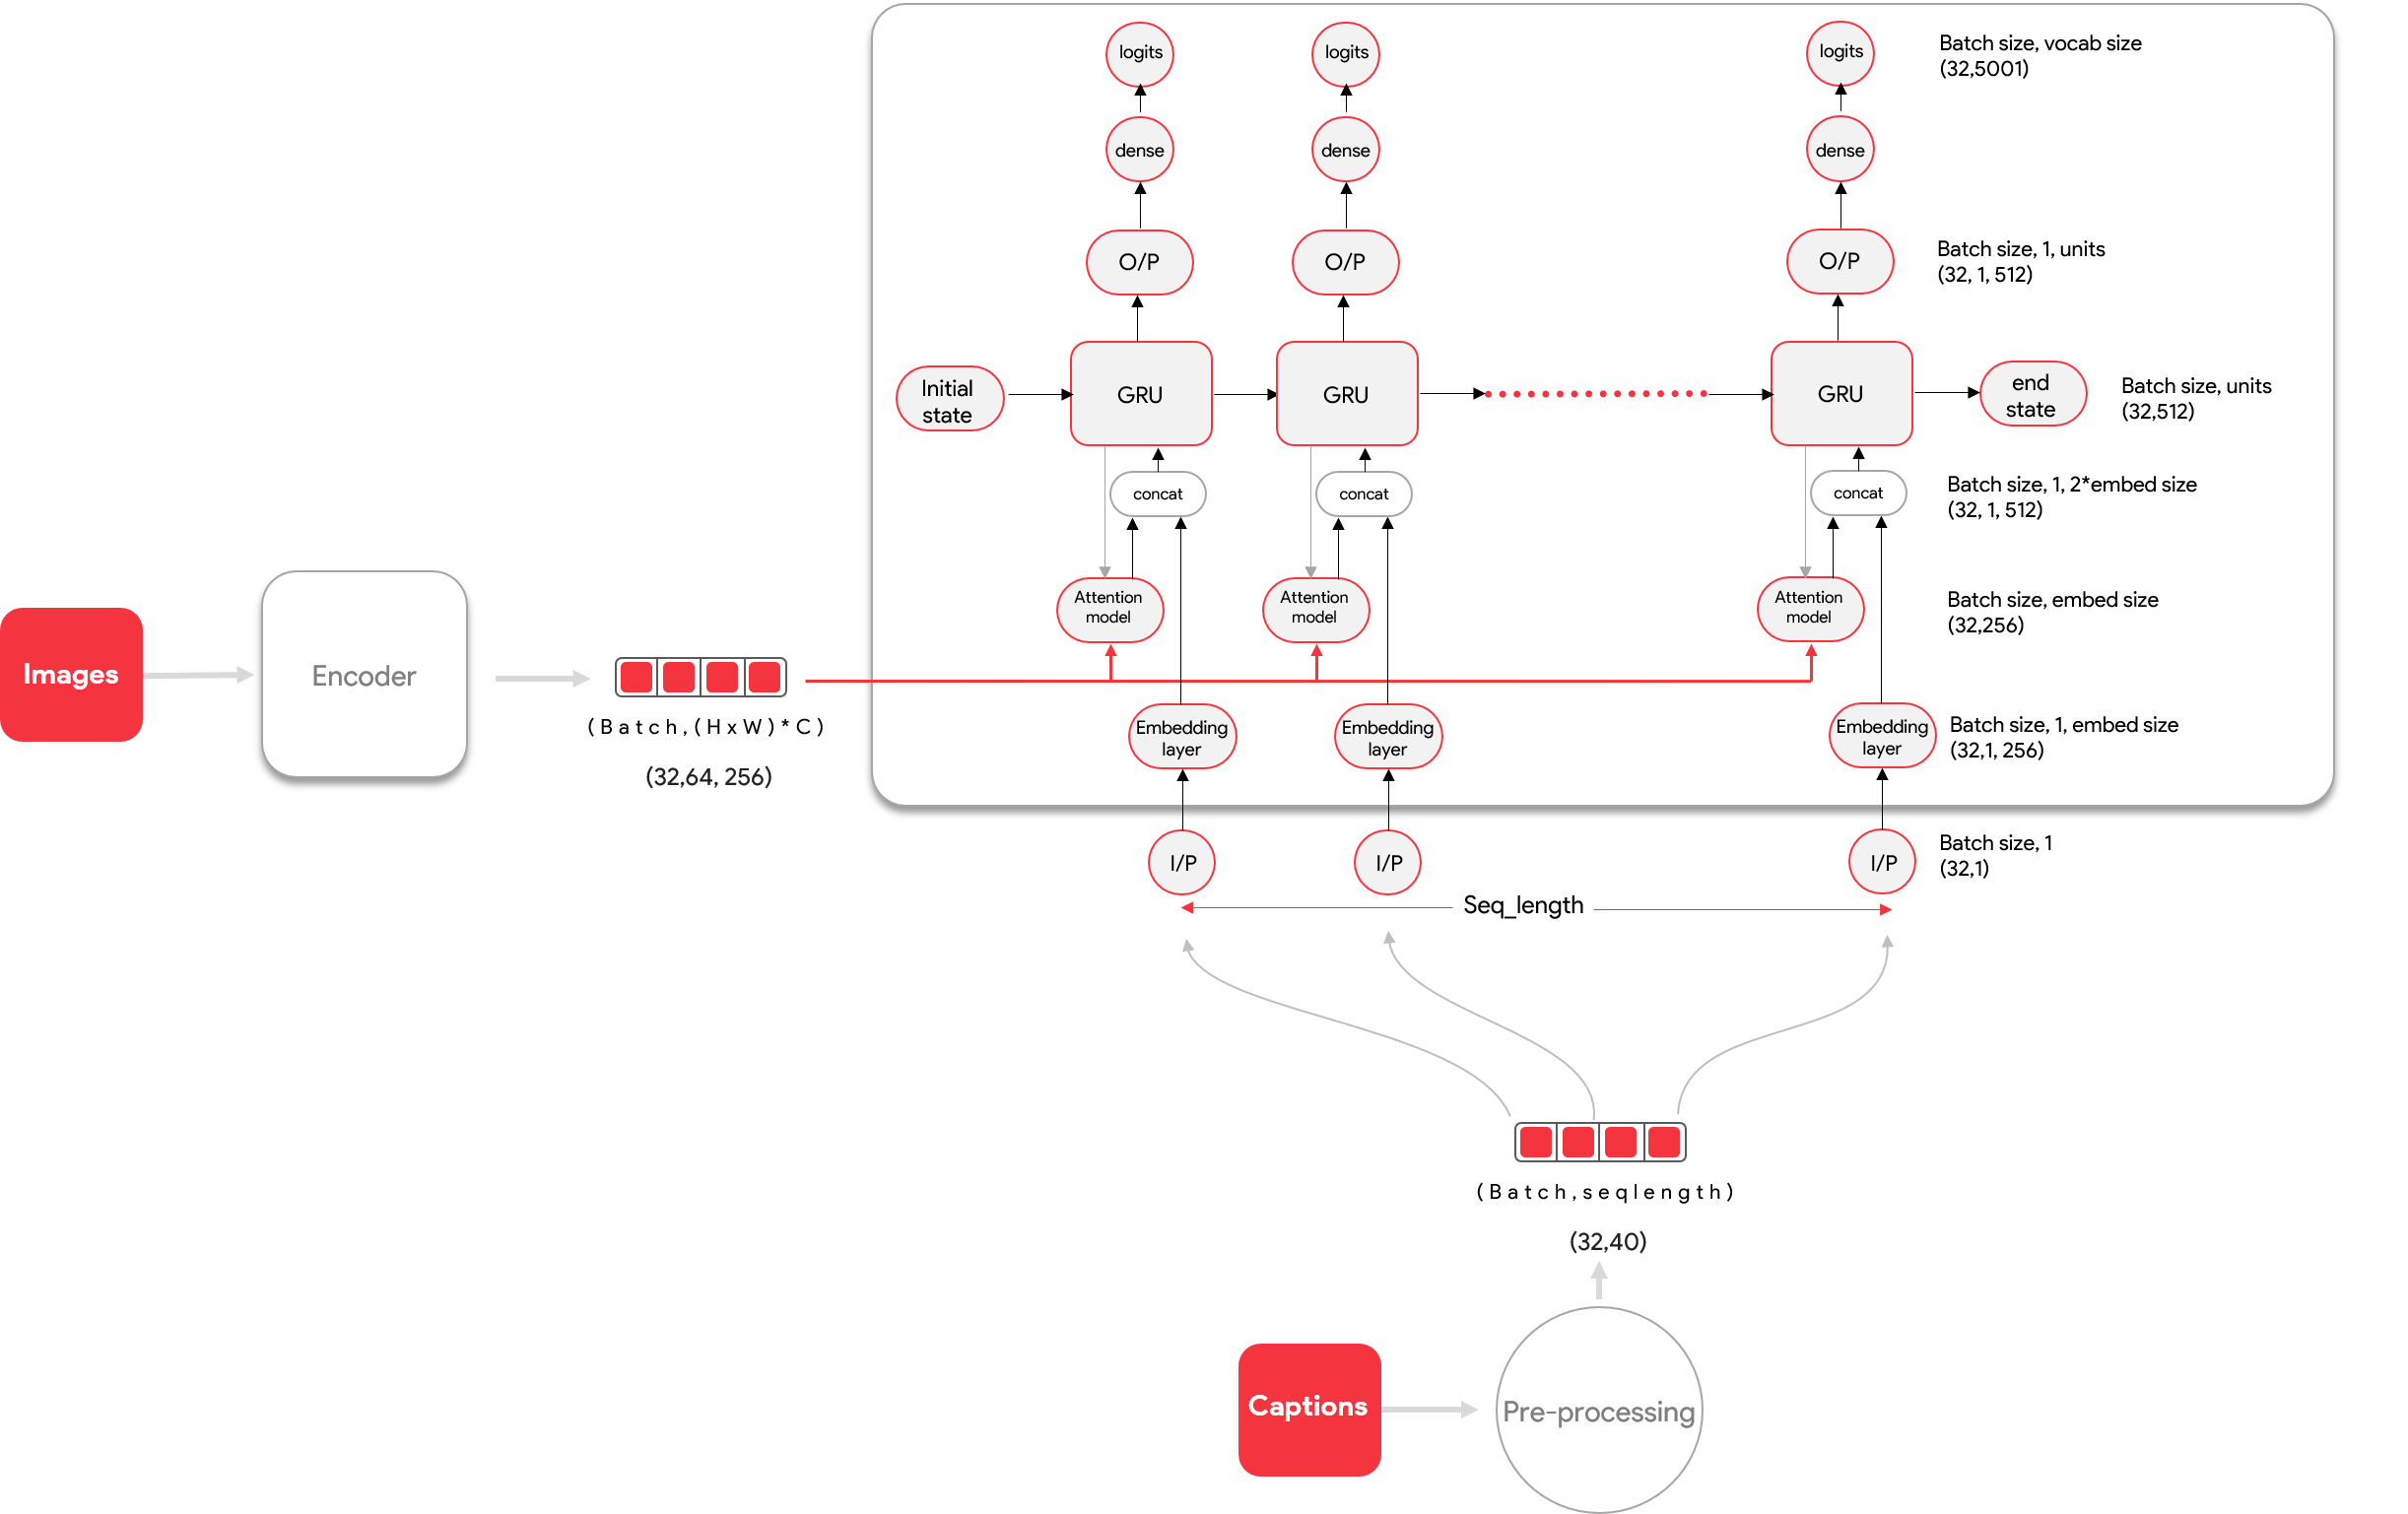 logits
logits
logits
Batch size, vocab size
(32,5001)
dense
dense
dense
O/P
O/P
O/P
Batch size, 1, units
(32, 1, 512)
Initial
state
GRU
GRU
GRU
end
state
Batch size, units
(32,512)
concat
concat
concat
Batch size, 1, 2*embed size
(32, 1, 512)
Attention
model
Attention
model
Attention
model
Batch size, embed size
(32,256)
Images
Encoder
(Batch,(HxW)*C)
(32,64, 256)
Embedding
layer
Embedding
layer
Embedding
layer
Batch size, 1, embed size
(32,1, 256)
I/P
I/P
I/P
Batch size, 1
(32,1)
Seq_length
(Batch,seqlength)
(32,40)
Captions
Pre-processing